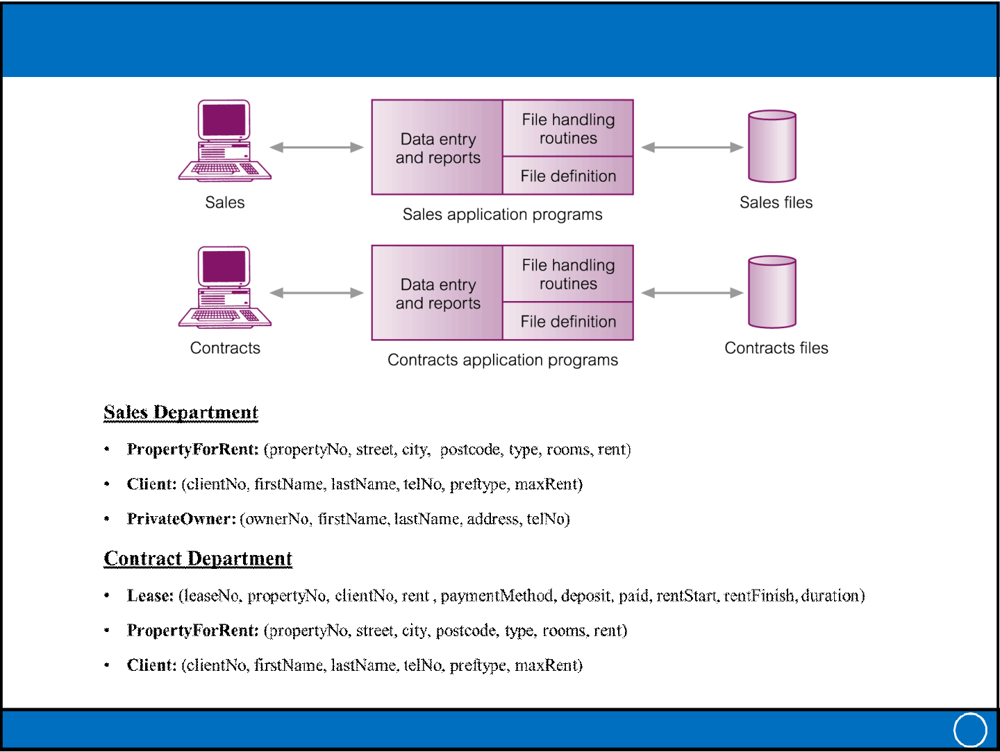 Data entry
and reports
File handling
routines
File definition
Sales
Sales application programs
Sales files
Data entry
and reports
File handling
routines
File definition
Contracts
Contracts application programs
Contracts files
Sales Department
• PropertyForRent: (propertyNo, street, city, postcode, type, rooms, rent)
• Client: (clientNo, firstName, lastName, telNo, preftype, maxRent)
• PrivateOwner: (ownerNo, firstName, lastName, address, telNo)
Contract Department
• Lease: (leaseNo, propertyNo, clientNo, rent , paymentMethod, deposit, paid, rentStart, rentFinish, duration)
• PropertyForRent: (propertyNo, street, city, postcode, type, rooms, rent)
• Client: (clientNo, firstName, lastName, telNo, preftype, maxRent)